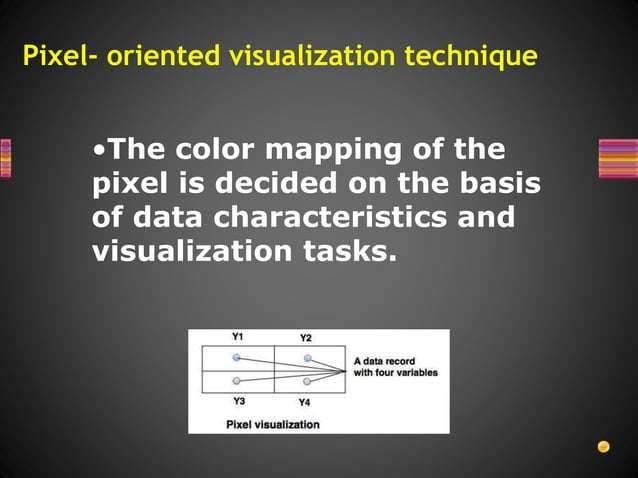 Pixel- oriented visualization technique
•The color mapping of the
pixel is decided on the basis
of data characteristics and
visualization tasks.
Y1 Y2
A data record
with four variables
Y3 Y4
Pixel visualization